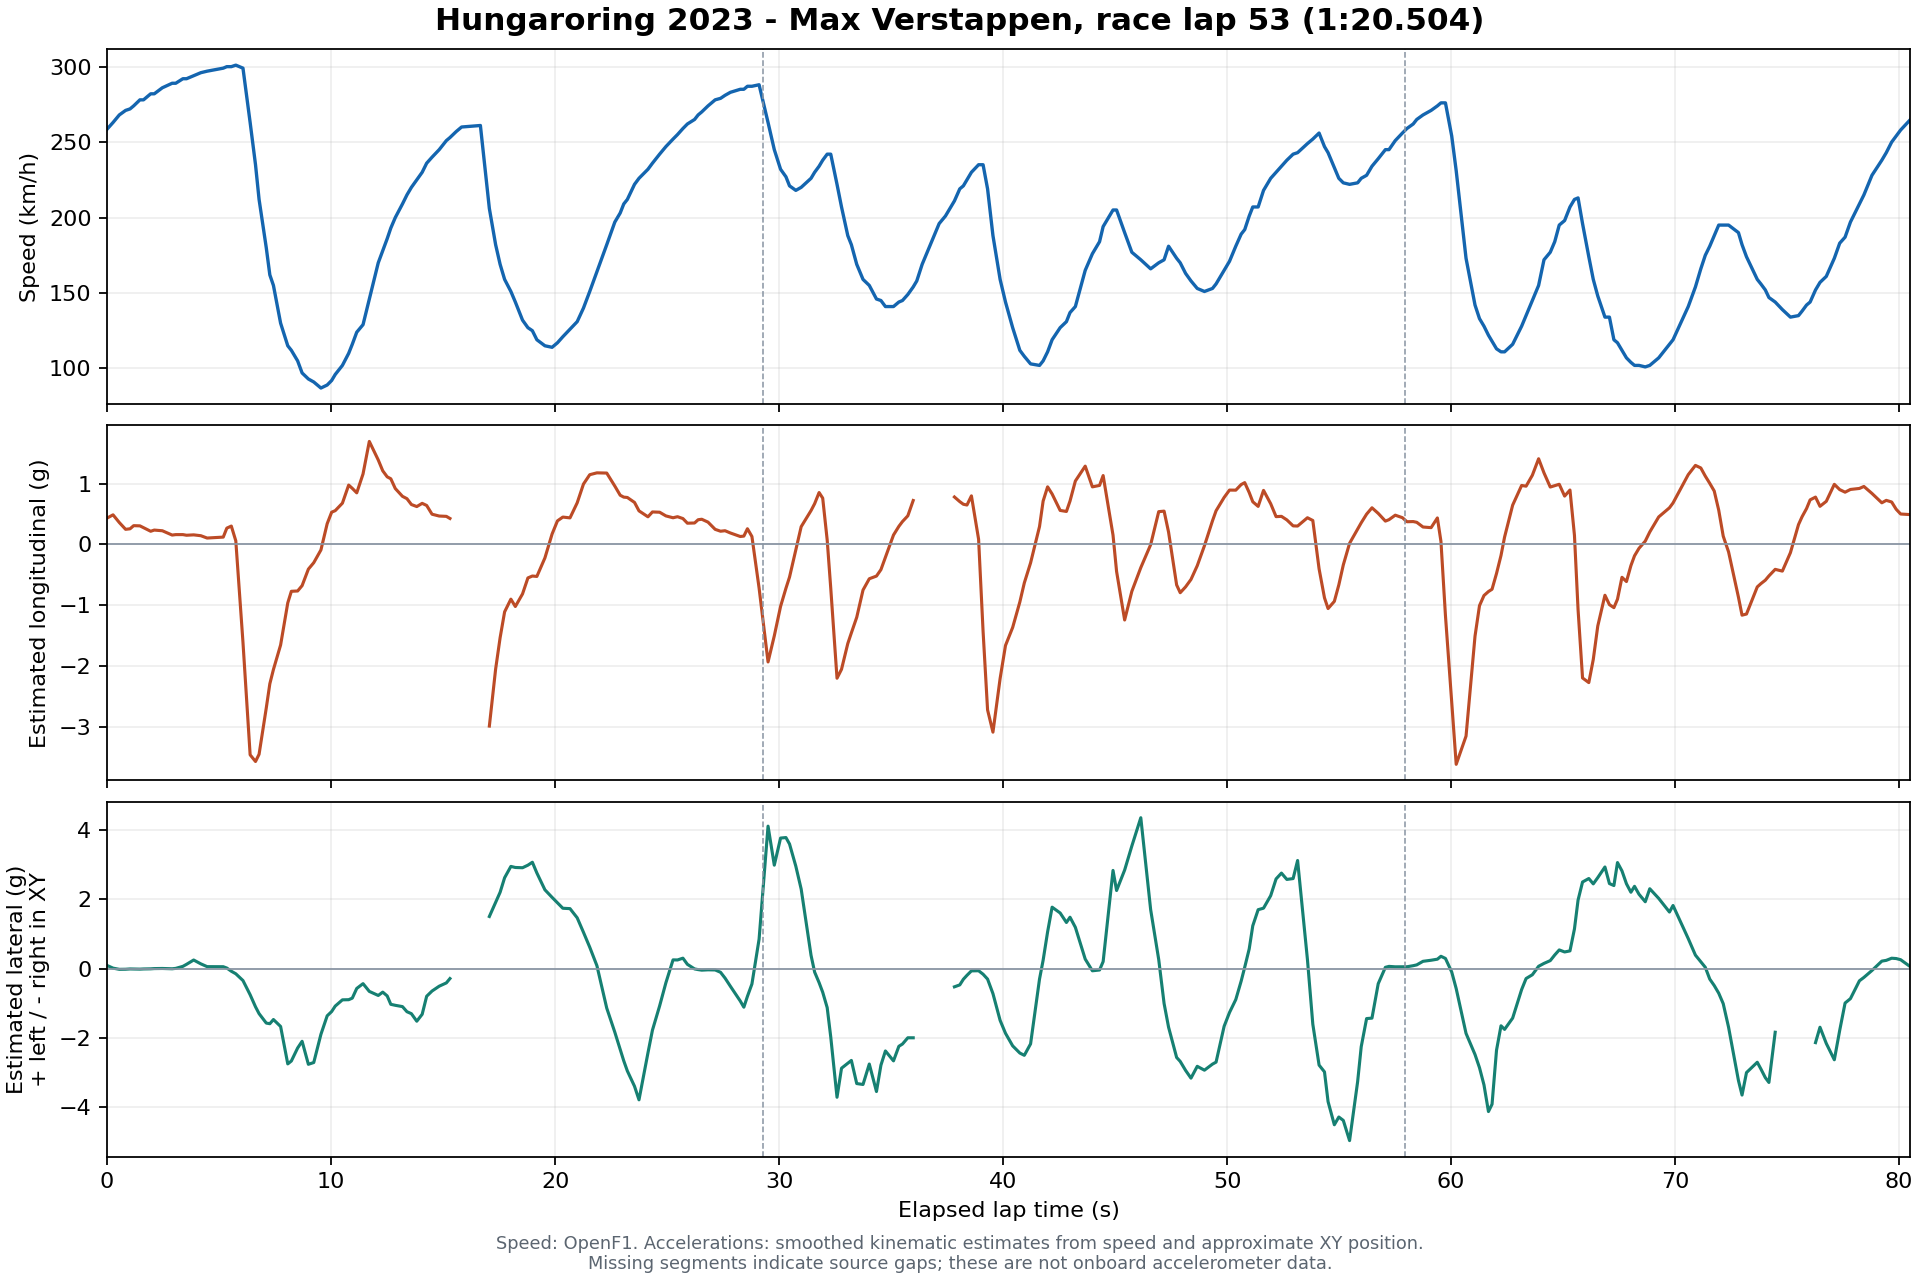 Hungaroring 2023 - Max Verstappen, race lap 53 (1:20.504)
Speed (km/h)
300
250
200
150
100
Estimated longitudinal (g)
1
0
−1
−2
−3
Estimated lateral (g)
+ left / - right in XY
4
2
0
−2
−4
0 10 20 30 40 50 60 70 80
Elapsed lap time (s)
Speed: OpenF1. Accelerations: smoothed kinematic estimates from speed and approximate XY position.
Missing segments indicate source gaps; these are not onboard accelerometer data.